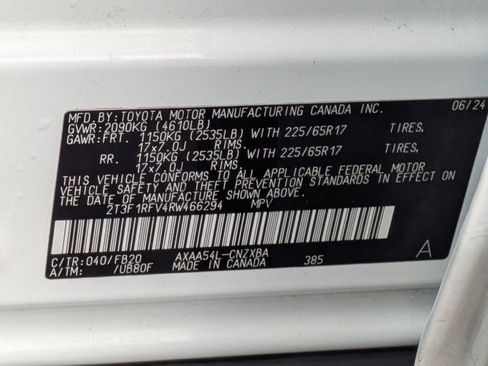 MFD. BY: TOYOTA MOTOR MANUFACTURING CANADA INC. 06/24
GVWR: 2090KG (4610LB)
GAWR: FRT. 1150KG (2535LB) WITH 225/65R17 TIRES.
17x7.0J RIMS.
RR. 1150KG (2535LB) WITH 225/65R17 TIRES.
17x7.0J RIMS.
THIS VEHICLE CONFORMS TO ALL APPLICABLE FEDERAL MOTOR
VEHICLE SAFETY AND THEFT PREVENTION STANDARDS IN EFFECT ON
THE DATE OF MANUFACTURE SHOWN ABOVE.
2T3F1RFV4RW466294 MPV
C/TR: 040/FB20 AXAA54L-CNZXBA A
A/TM: /UB80F MADE IN CANADA 385